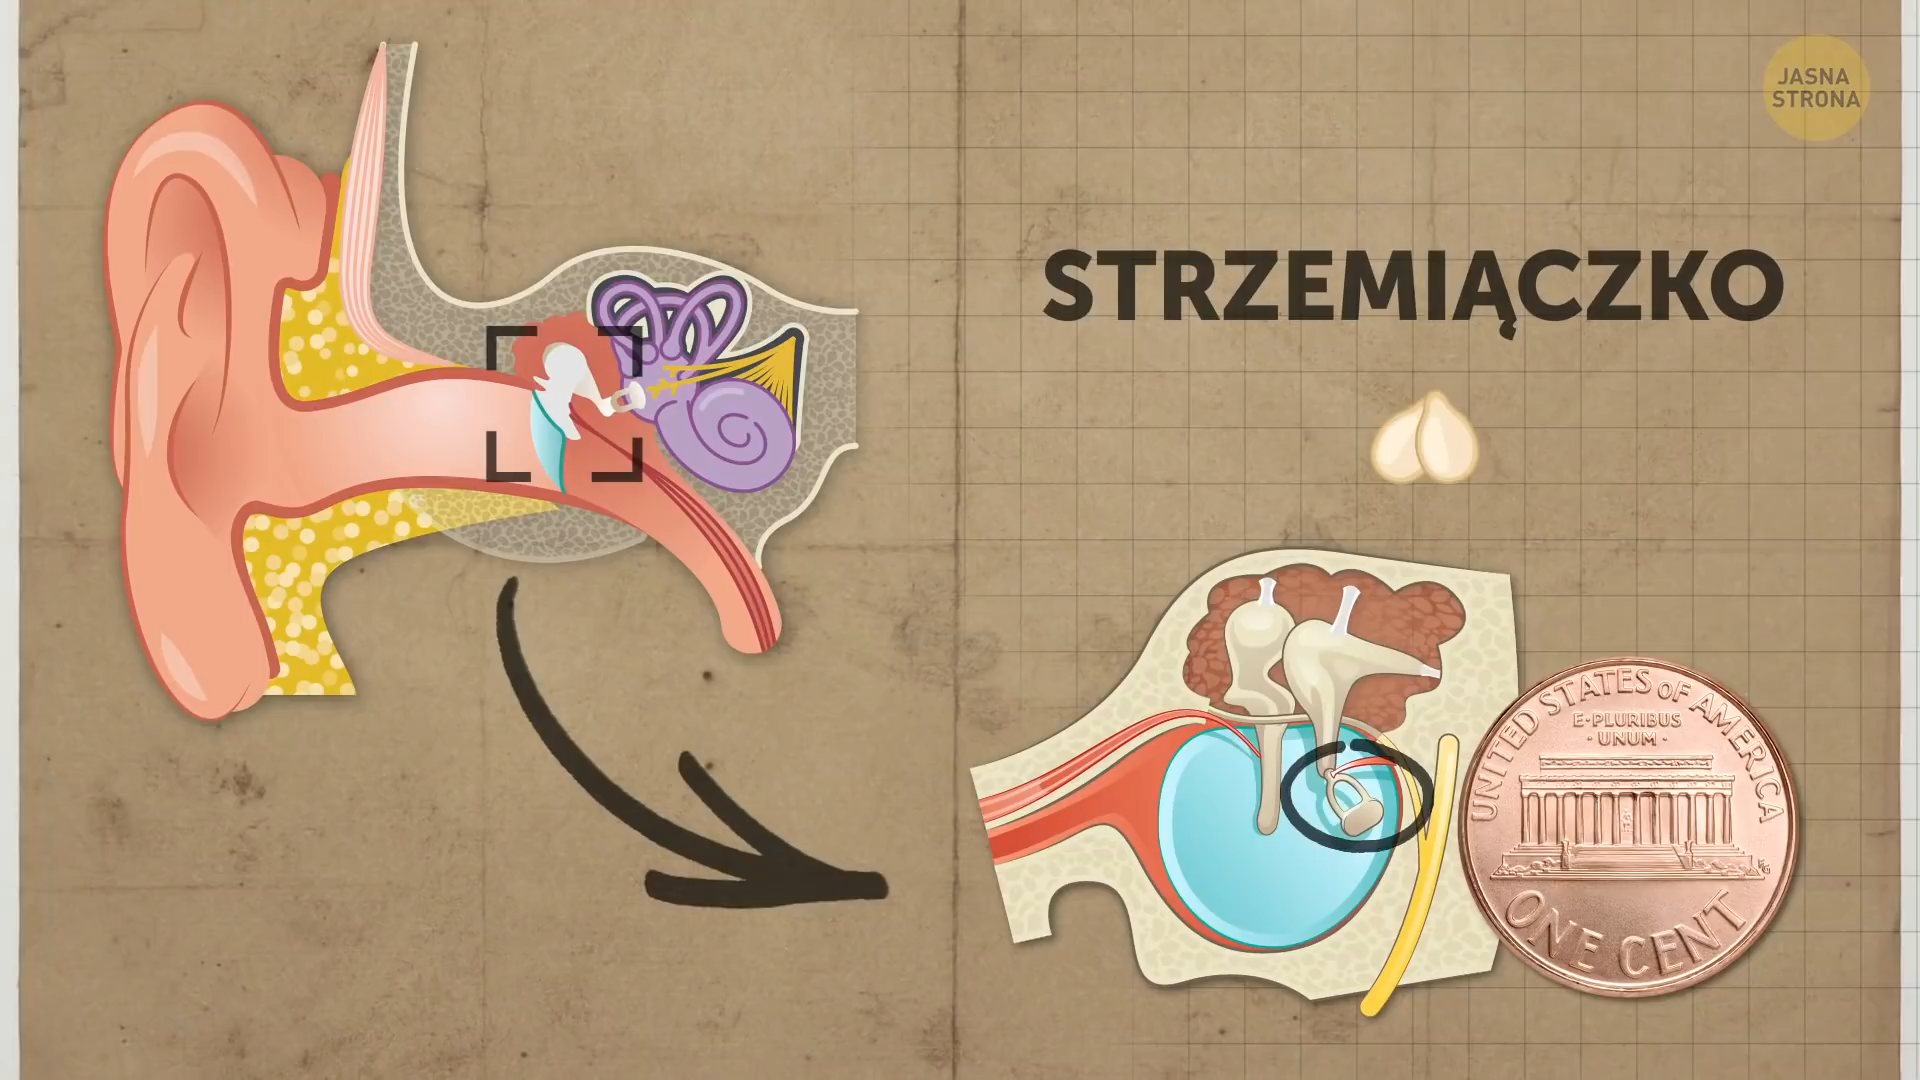 JASNA
STRONA
STRZEMIĄCZKO
UNITED STATES OF AMERICA
E·PLURIBUS
·UNUM·
ONE CENT